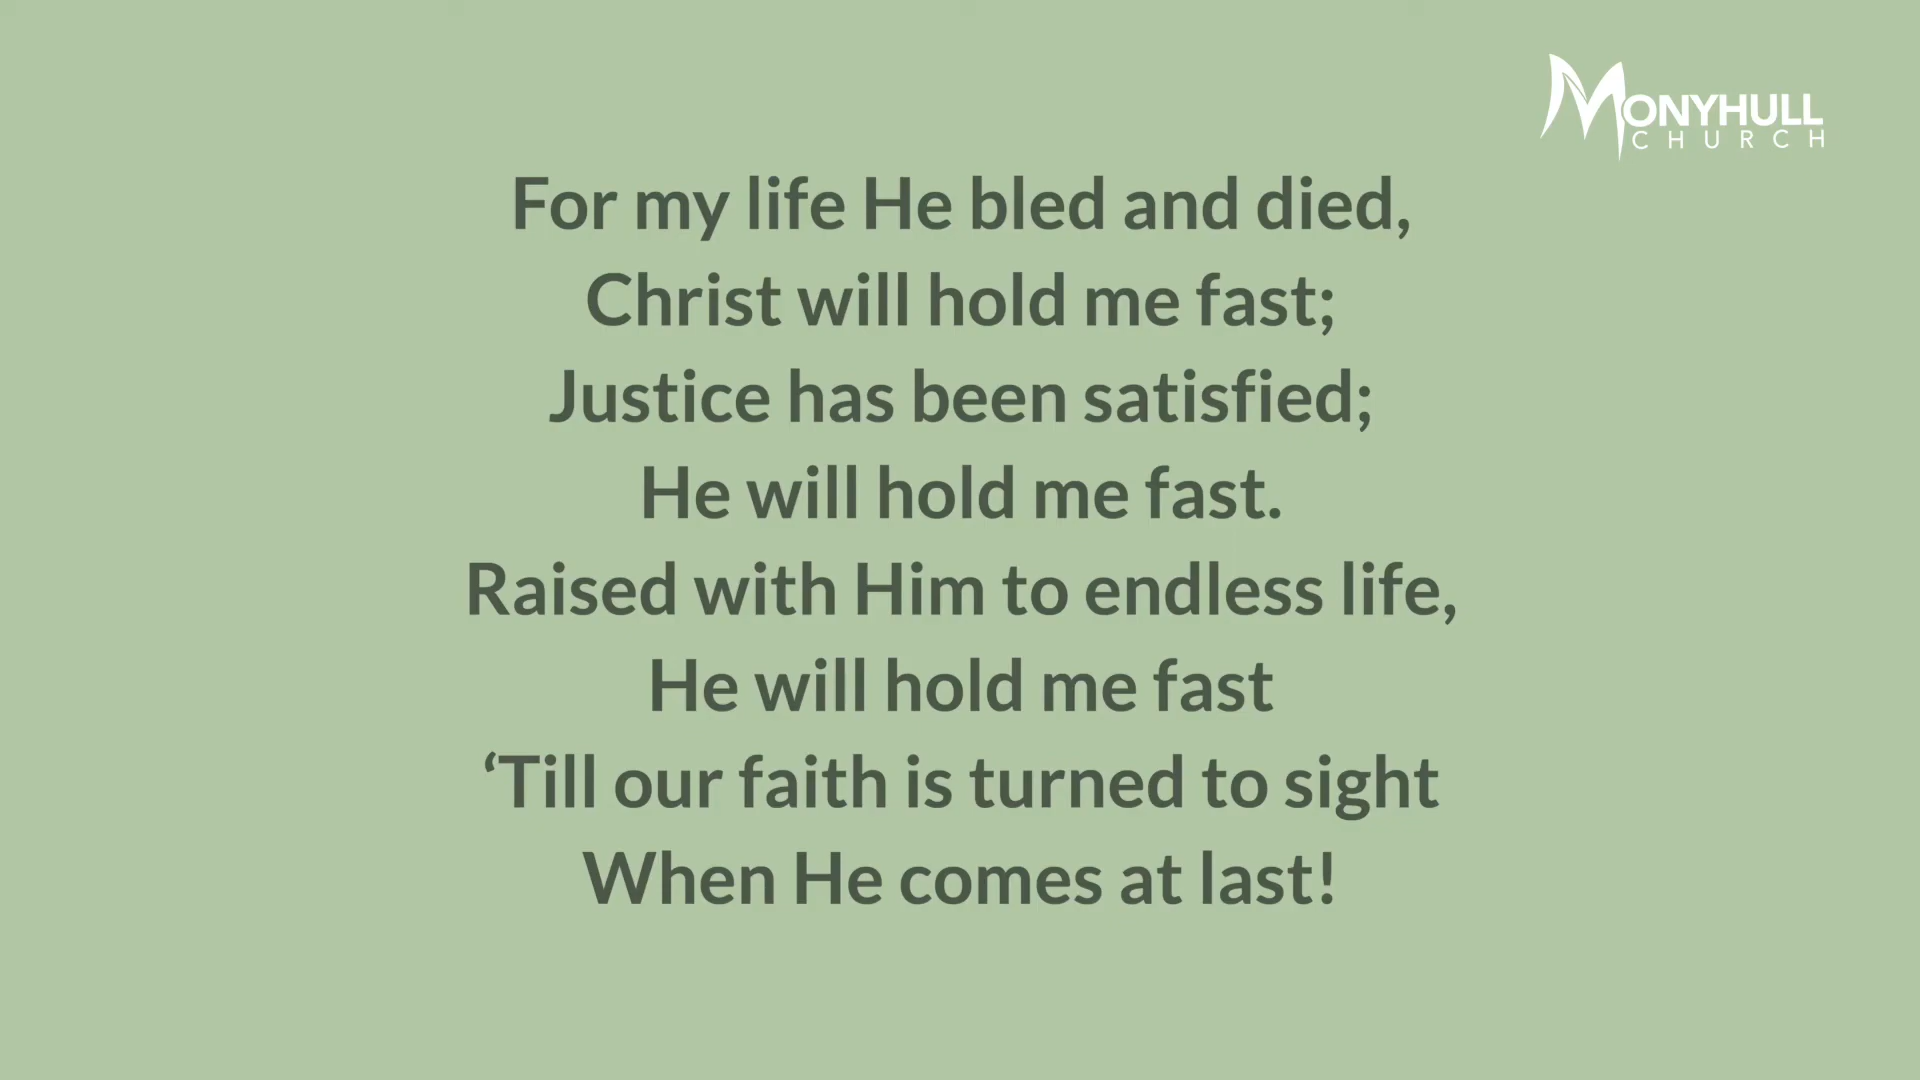 MONYHULL
CHURCH
For my life He bled and died,
Christ will hold me fast;
Justice has been satisfied;
He will hold me fast.
Raised with Him to endless life,
He will hold me fast
‘Till our faith is turned to sight
When He comes at last!